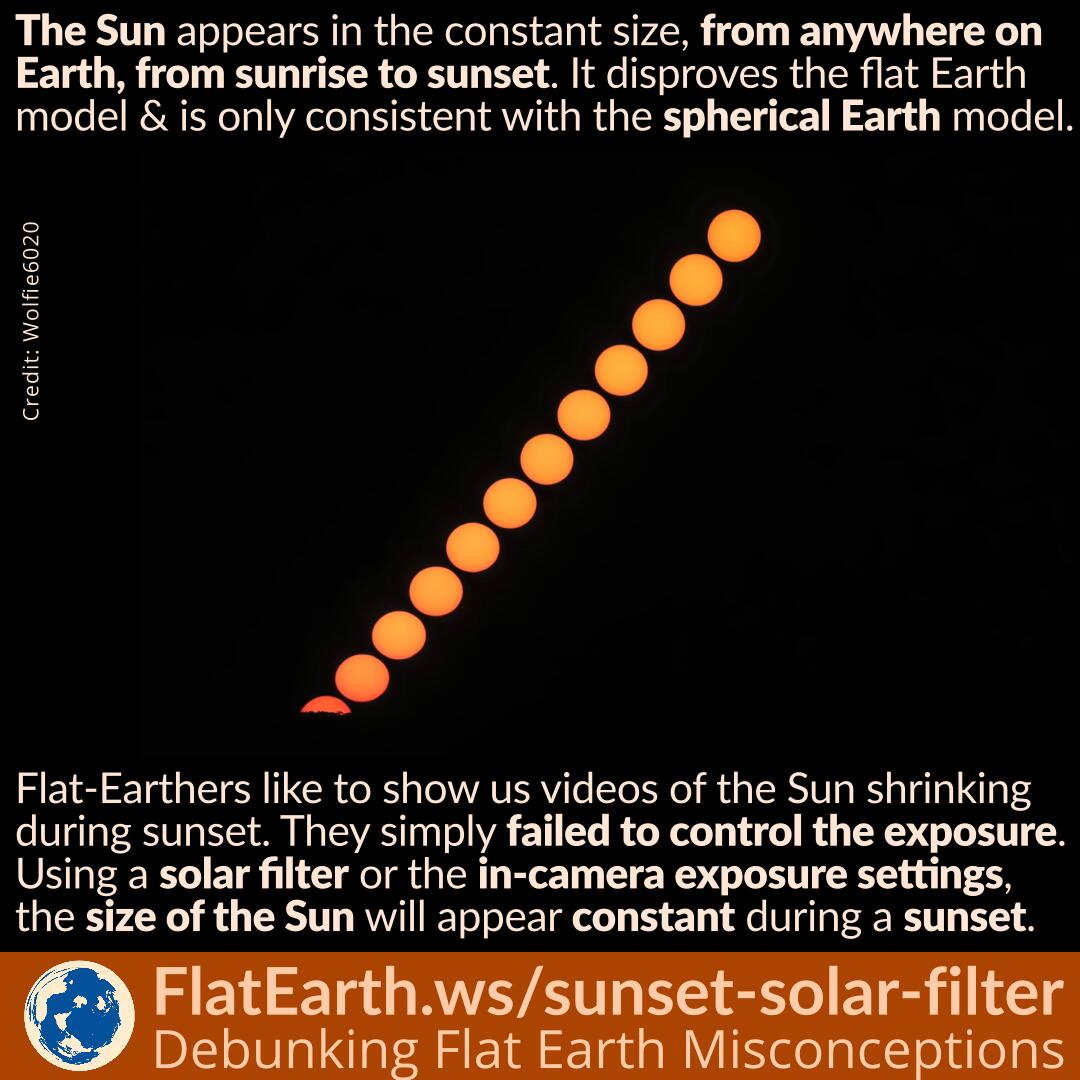 The Sun appears in the constant size, from anywhere on
Earth, from sunrise to sunset. It disproves the flat Earth
model & is only consistent with the spherical Earth model.
Credit: Wolfie6020
Flat-Earthers like to show us videos of the Sun shrinking
during sunset. They simply failed to control the exposure.
Using a solar filter or the in-camera exposure settings,
the size of the Sun will appear constant during a sunset.
FlatEarth.ws/sunset-solar-filter
Debunking Flat Earth Misconceptions